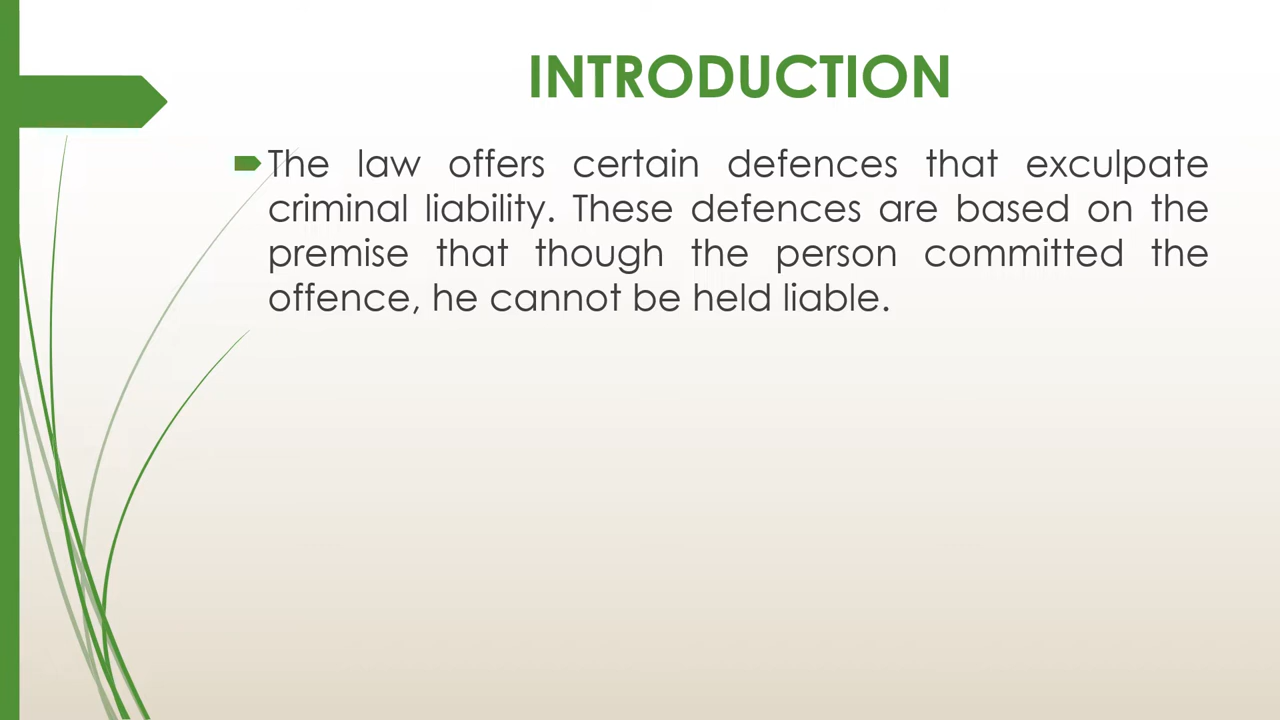 INTRODUCTION
The law offers certain defences that exculpate
criminal liability. These defences are based on the
premise that though the person committed the
offence, he cannot be held liable.